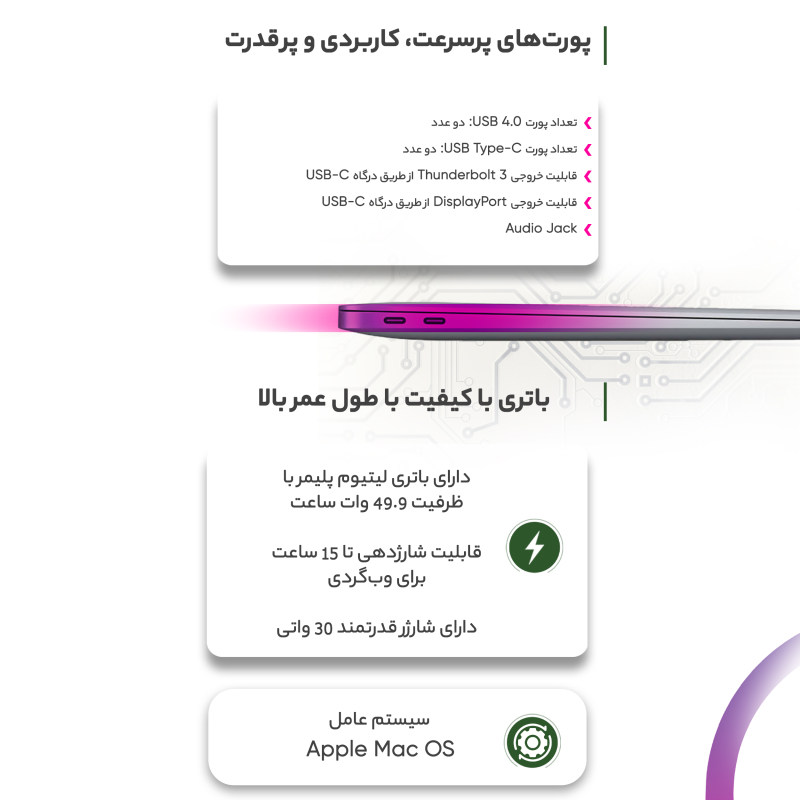 پورت‌های پرسرعت، کاربردی و پرقدرت
تعداد پورت USB 4.0: دو عدد
تعداد پورت USB Type-C: دو عدد
قابلیت خروجی Thunderbolt 3 از طریق درگاه USB-C
قابلیت خروجی DisplayPort از طریق درگاه USB-C
Audio Jack
باتری با کیفیت با طول عمر بالا
دارای باتری لیتیوم پلیمر با
ظرفیت 49.9 وات ساعت
قابلیت شارژدهی تا 15 ساعت
برای وب‌گردی
دارای شارژر قدرتمند 30 واتی
سیستم عامل
Apple Mac OS